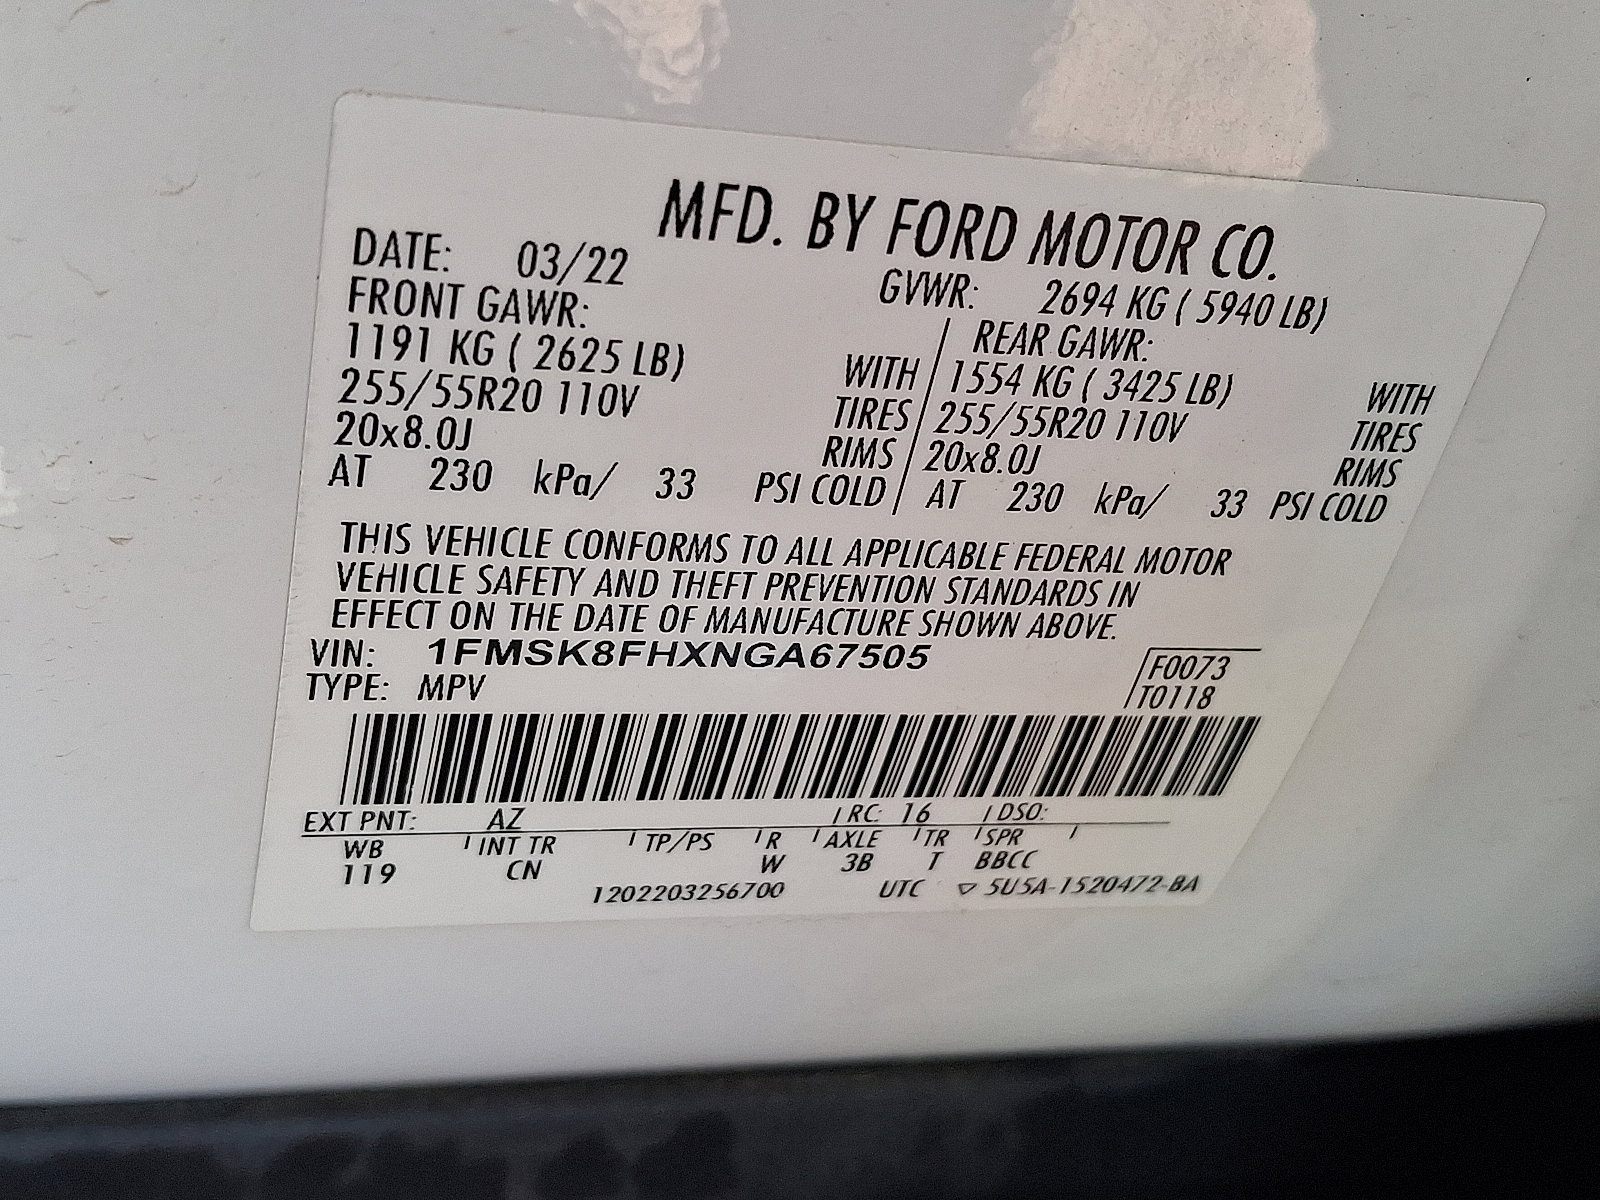 MFD. BY FORD MOTOR CO.
DATE: 03/22 GVWR: 2694 KG ( 5940 LB)
FRONT GAWR: REAR GAWR:
1191 KG ( 2625 LB) WITH 1554 KG ( 3425 LB) WITH
255/55R20 110V TIRES 255/55R20 110V TIRES
20x8.0J RIMS 20x8.0J RIMS
AT 230 kPa/ 33 PSI COLD AT 230 kPa/ 33 PSI COLD
THIS VEHICLE CONFORMS TO ALL APPLICABLE FEDERAL MOTOR
VEHICLE SAFETY AND THEFT PREVENTION STANDARDS IN
EFFECT ON THE DATE OF MANUFACTURE SHOWN ABOVE.
VIN: 1FMSK8FHXNGA67505 F0073
TYPE: MPV T0118
EXT PNT: AZ RC: 16 DSO:
WB INT TR TP/PS R AXLE TR SPR
119 CN W 3B T BBCC
1202203256700 UTC ▽ 5U5A-1520472-BA